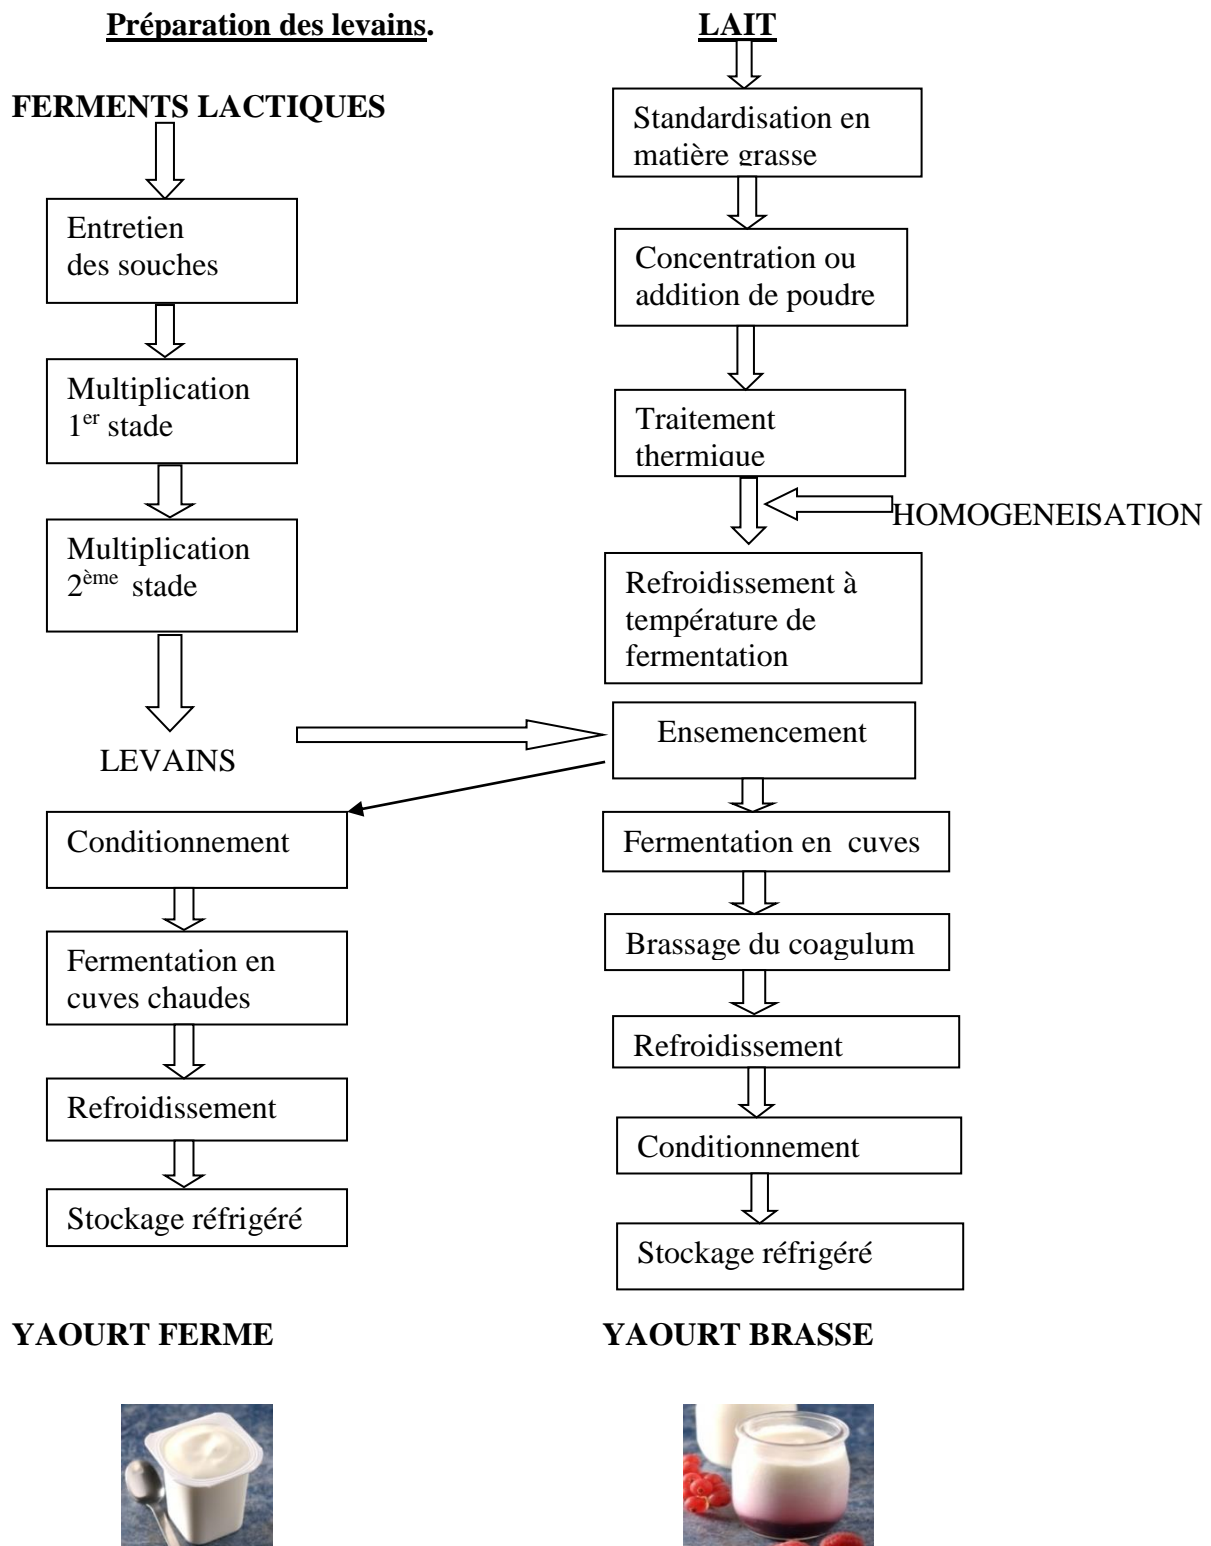 Préparation des levains.
FERMENTS LACTIQUES
Entretien
des souches
Multiplication
1er stade
Multiplication
2ème stade
LEVAINS
LAIT
Standardisation en
matière grasse
Concentration ou
addition de poudre
Traitement
thermique
HOMOGENEISATION
Refroidissement à
température de
fermentation
Ensemencement
Conditionnement
Fermentation en
cuves chaudes
Refroidissement
Stockage réfrigéré
YAOURT FERME
Fermentation en cuves
Brassage du coagulum
Refroidissement
Conditionnement
Stockage réfrigéré
YAOURT BRASSE